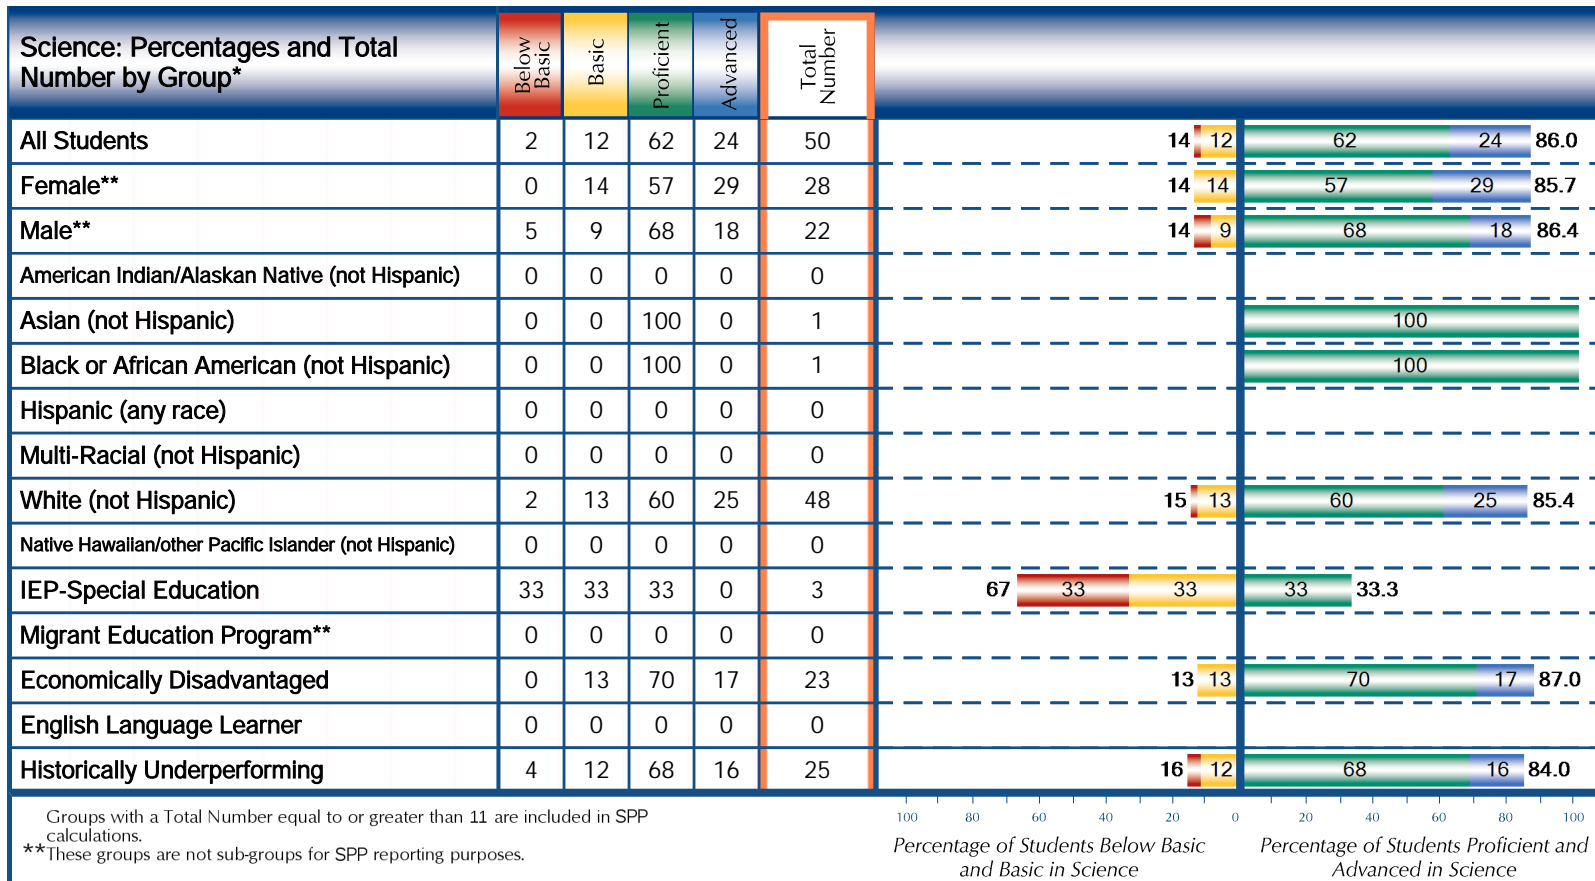 Science: Percentages and Total
Number by Group*
Below
Basic
Basic
Proficient
Advanced
Total
Number
All Students 2 12 62 24 50 14 12 62 24 86.0
Female** 0 14 57 29 28 14 14 57 29 85.7
Male** 5 9 68 18 22 14 9 68 18 86.4
American Indian/Alaskan Native (not Hispanic) 0 0 0 0 0
Asian (not Hispanic) 0 0 100 0 1 100
Black or African American (not Hispanic) 0 0 100 0 1 100
Hispanic (any race) 0 0 0 0 0
Multi-Racial (not Hispanic) 0 0 0 0 0
White (not Hispanic) 2 13 60 25 48 15 13 60 25 85.4
Native Hawaiian/other Pacific Islander (not Hispanic) 0 0 0 0 0
IEP-Special Education 33 33 33 0 3 67 33 33 33 33.3
Migrant Education Program** 0 0 0 0 0
Economically Disadvantaged 0 13 70 17 23 13 13 70 17 87.0
English Language Learner 0 0 0 0 0
Historically Underperforming 4 12 68 16 25 16 12 68 16 84.0
100 80 60 40 20 0 20 40 60 80 100
Groups with a Total Number equal to or greater than 11 are included in SPP
calculations.
**These groups are not sub-groups for SPP reporting purposes.
Percentage of Students Below Basic
and Basic in Science
Percentage of Students Proficient and
Advanced in Science